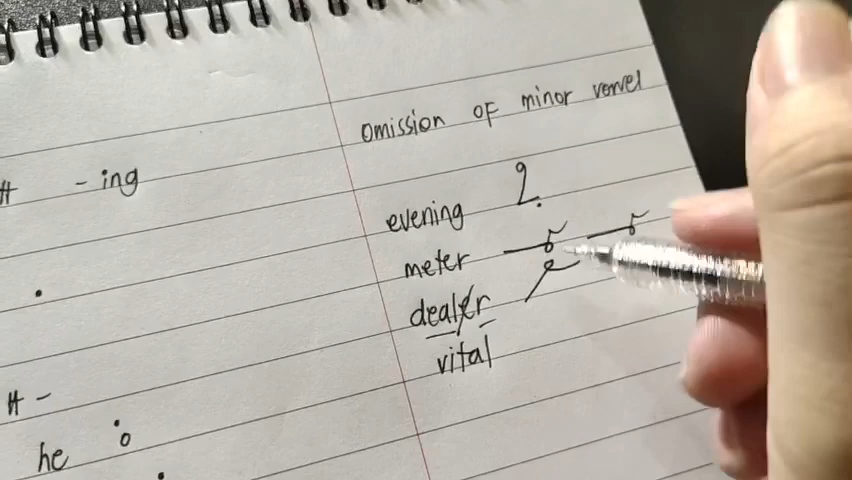 -ing
he
omission of minor vowel
evening
meter
dealer
vital